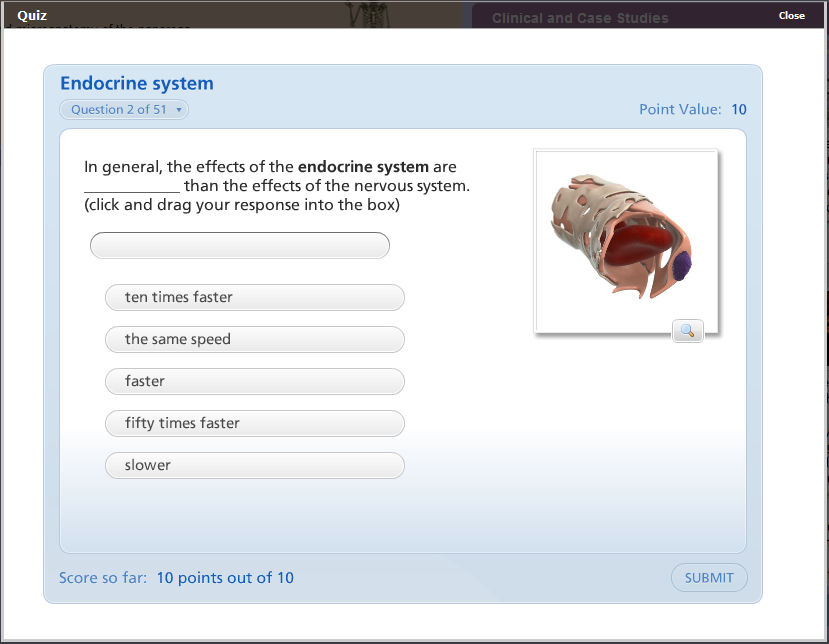 Quiz
Clinical and Case Studies
Close
Endocrine system
Question 2 of 51
Point Value: 10
In general, the effects of the endocrine system are
____________ than the effects of the nervous system.
(click and drag your response into the box)
ten times faster
the same speed
faster
fifty times faster
slower
Score so far: 10 points out of 10
SUBMIT